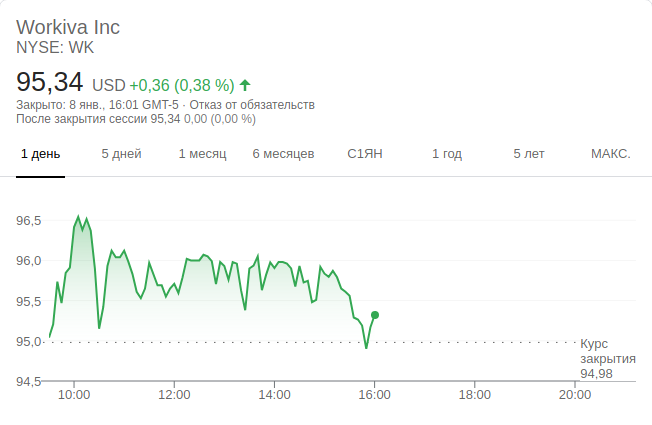 Workiva Inc
NYSE: WK
95,34 USD +0,36 (0,38 %)
Закрыто: 8 янв., 16:01 GMT-5 · Отказ от обязательств
После закрытия сессии 95,34 0,00 (0,00 %)
1 день 5 дней 1 месяц 6 месяцев С1ЯН 1 год 5 лет МАКС.
96,5
96,0
95,5
95,0
Курс
закрытия
94,98
94,5
10:00 12:00 14:00 16:00 18:00 20:00